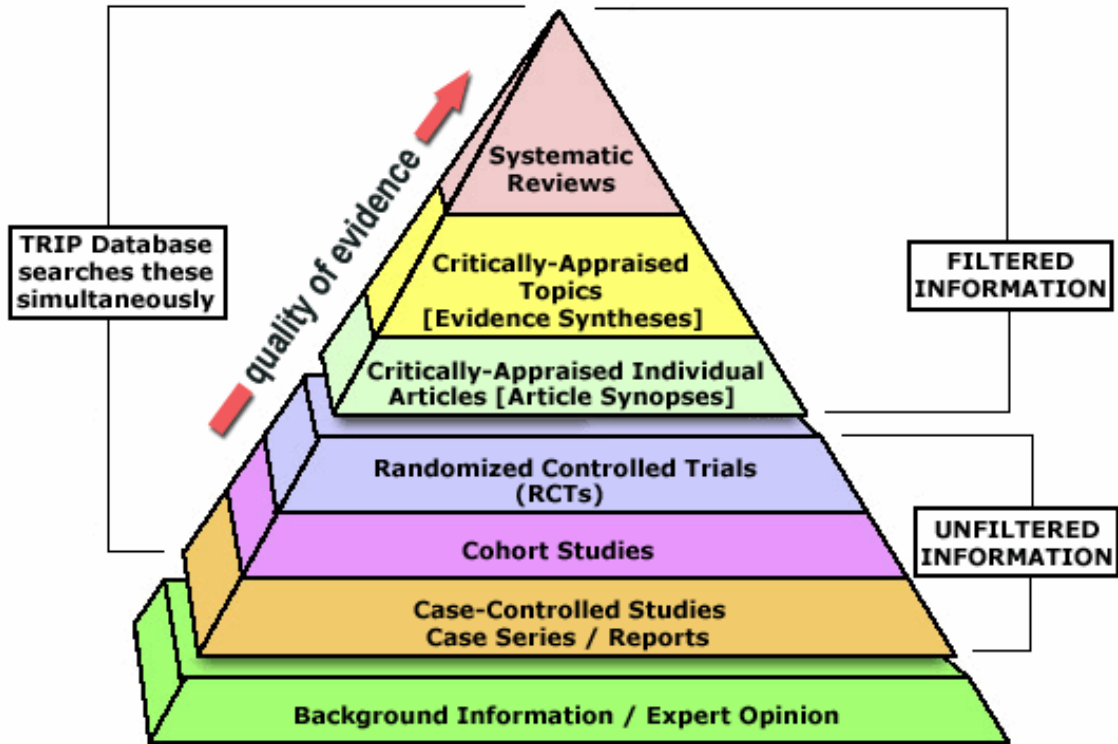 Systematic
Reviews
quality of evidence
TRIP Database
searches these
simultaneously
FILTERED
INFORMATION
Critically-Appraised
Topics
[Evidence Syntheses]
Critically-Appraised Individual
Articles [Article Synopses]
Randomized Controlled Trials
(RCTs)
UNFILTERED
INFORMATION
Cohort Studies
Case-Controlled Studies
Case Series / Reports
Background Information / Expert Opinion